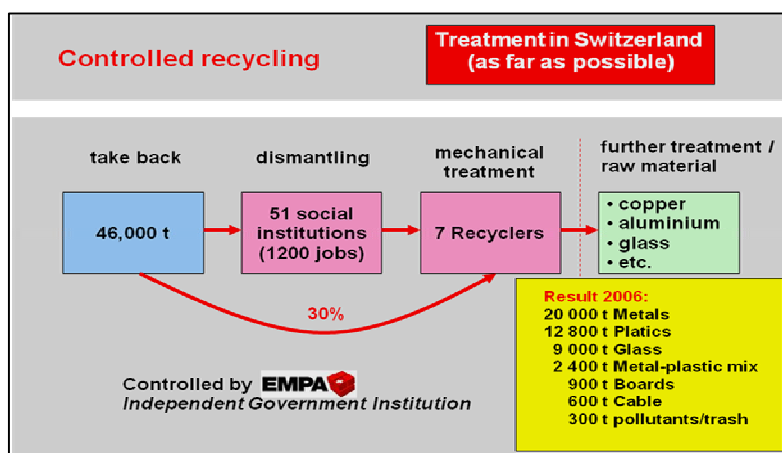 Controlled recycling
Treatment in Switzerland
(as far as possible)
take back
dismantling
mechanical
treatment
further treatment /
raw material
46,000 t
51 social
institutions
(1200 jobs)
7 Recyclers
• copper
• aluminium
• glass
• etc.
30%
Result 2006:
20 000 t Metals
12 800 t Platics
9 000 t Glass
2 400 t Metal-plastic mix
900 t Boards
600 t Cable
300 t pollutants/trash
Controlled by EMPA
Independent Government Institution